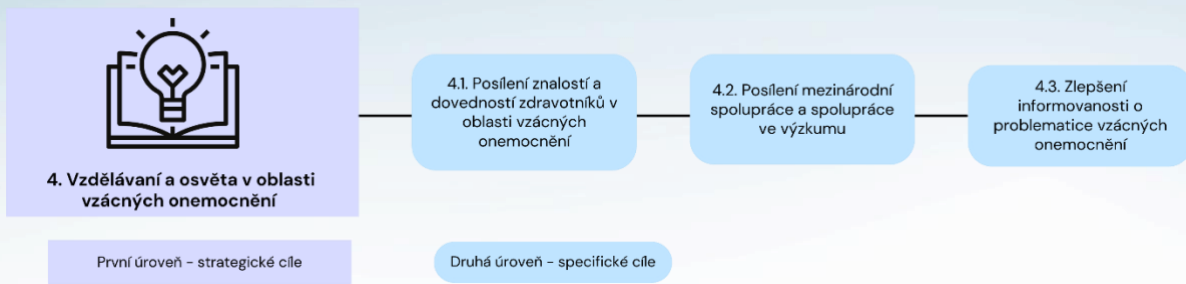 4. Vzdělávaní a osvěta v oblasti
vzácných onemocnění
4.1. Posílení znalostí a
dovedností zdravotníků v
oblasti vzácných
onemocnění
4.2. Posílení mezinárodní
spolupráce a spolupráce
ve výzkumu
4.3. Zlepšení
informovanosti o
problematice vzácných
onemocnění
První úroveň - strategické cíle
Druhá úroveň - specifické cíle